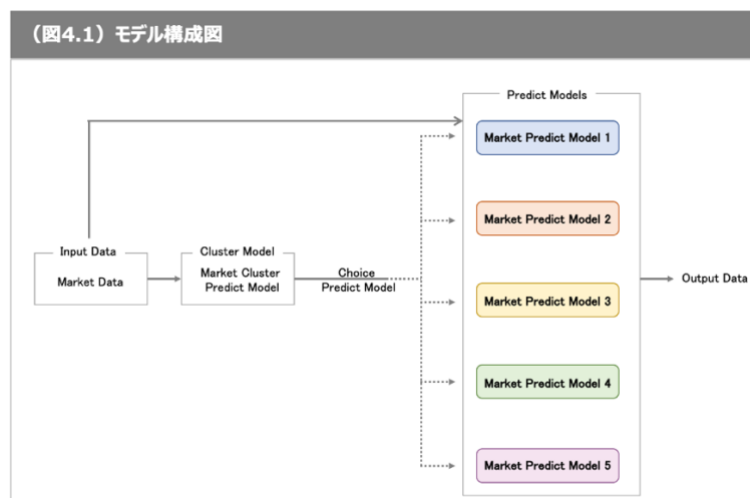 （図4.1）モデル構成図
Predict Models
Market Predict Model 1
Market Predict Model 2
Input Data
Market Data
Cluster Model
Market Cluster
Predict Model
Choice
Predict Model
Market Predict Model 3
Output Data
Market Predict Model 4
Market Predict Model 5